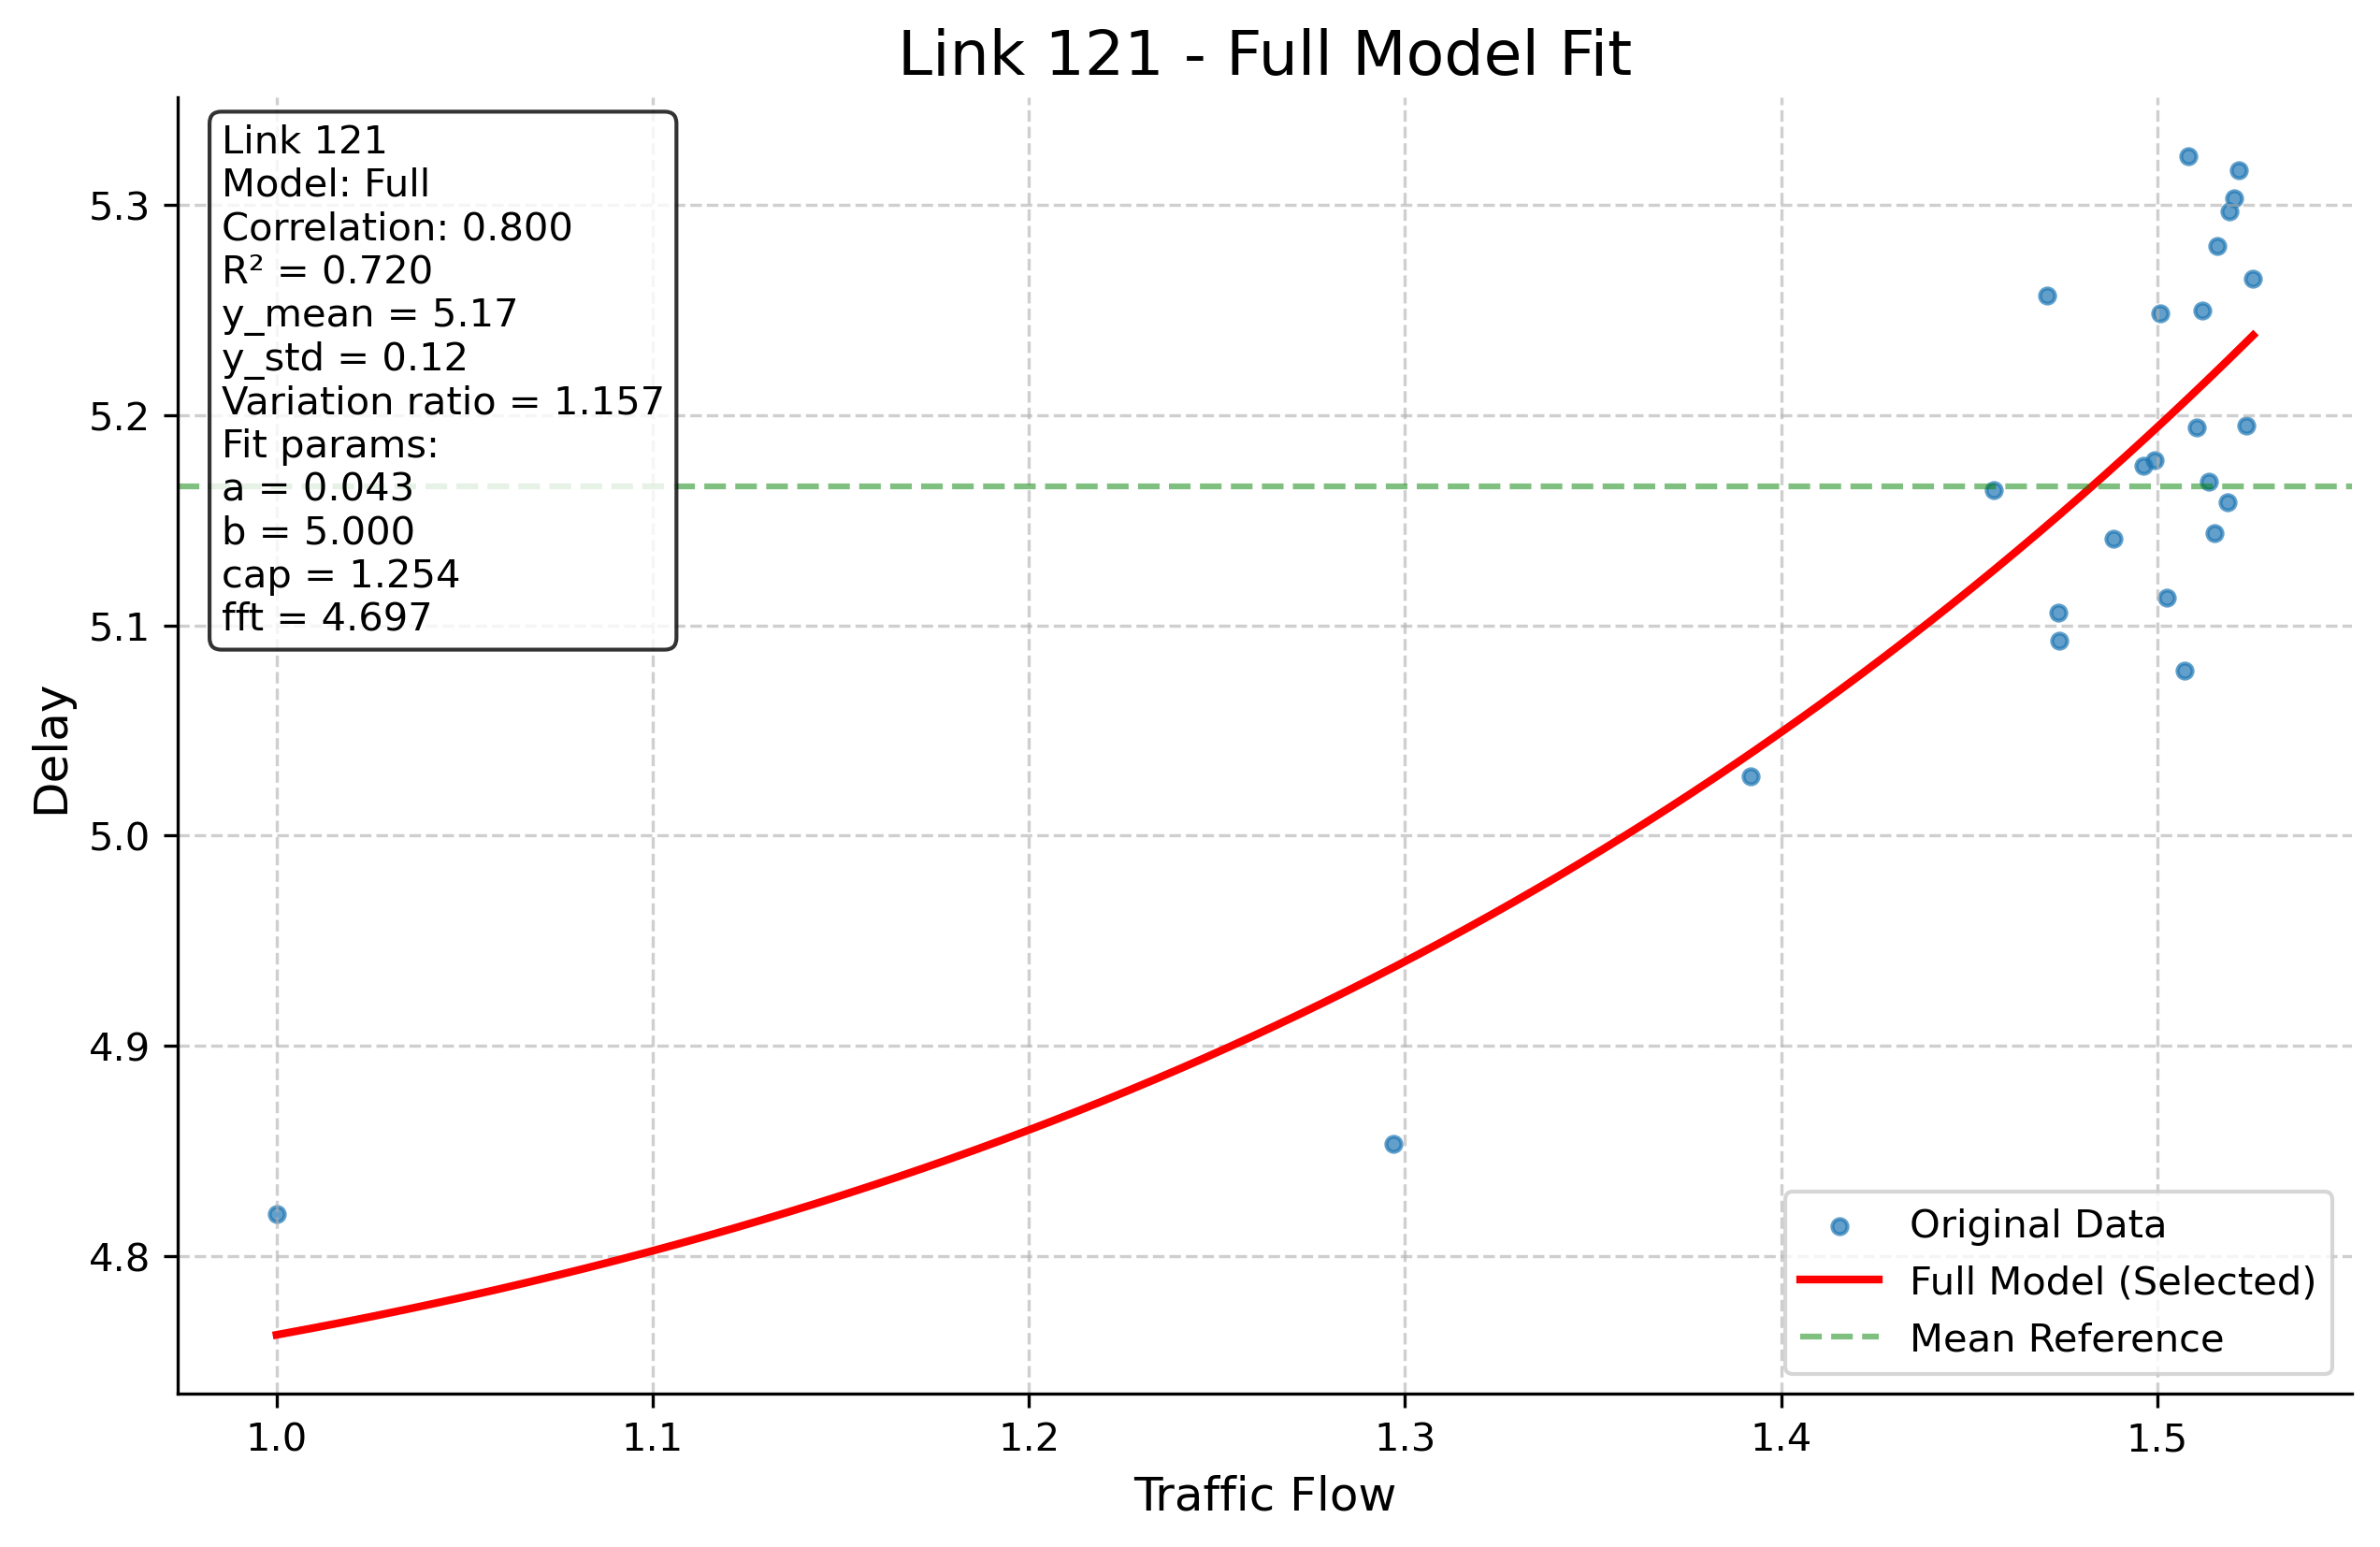 Link 121 - Full Model Fit
Link 121
Model: Full
Correlation: 0.800
R² = 0.720
y_mean = 5.17
y_std = 0.12
Variation ratio = 1.157
Fit params:
a = 0.043
b = 5.000
cap = 1.254
fft = 4.697
5.3
5.2
5.1
5.0
4.9
4.8
Delay
Original Data
Full Model (Selected)
Mean Reference
1.0 1.1 1.2 1.3 1.4 1.5
Traffic Flow